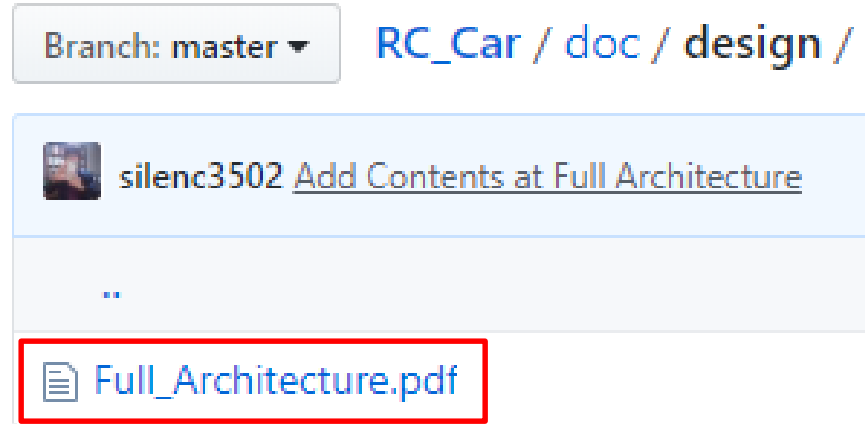 Branch: master RC_Car / doc / design /
silenc3502 Add Contents at Full Architecture
..
Full_Architecture.pdf